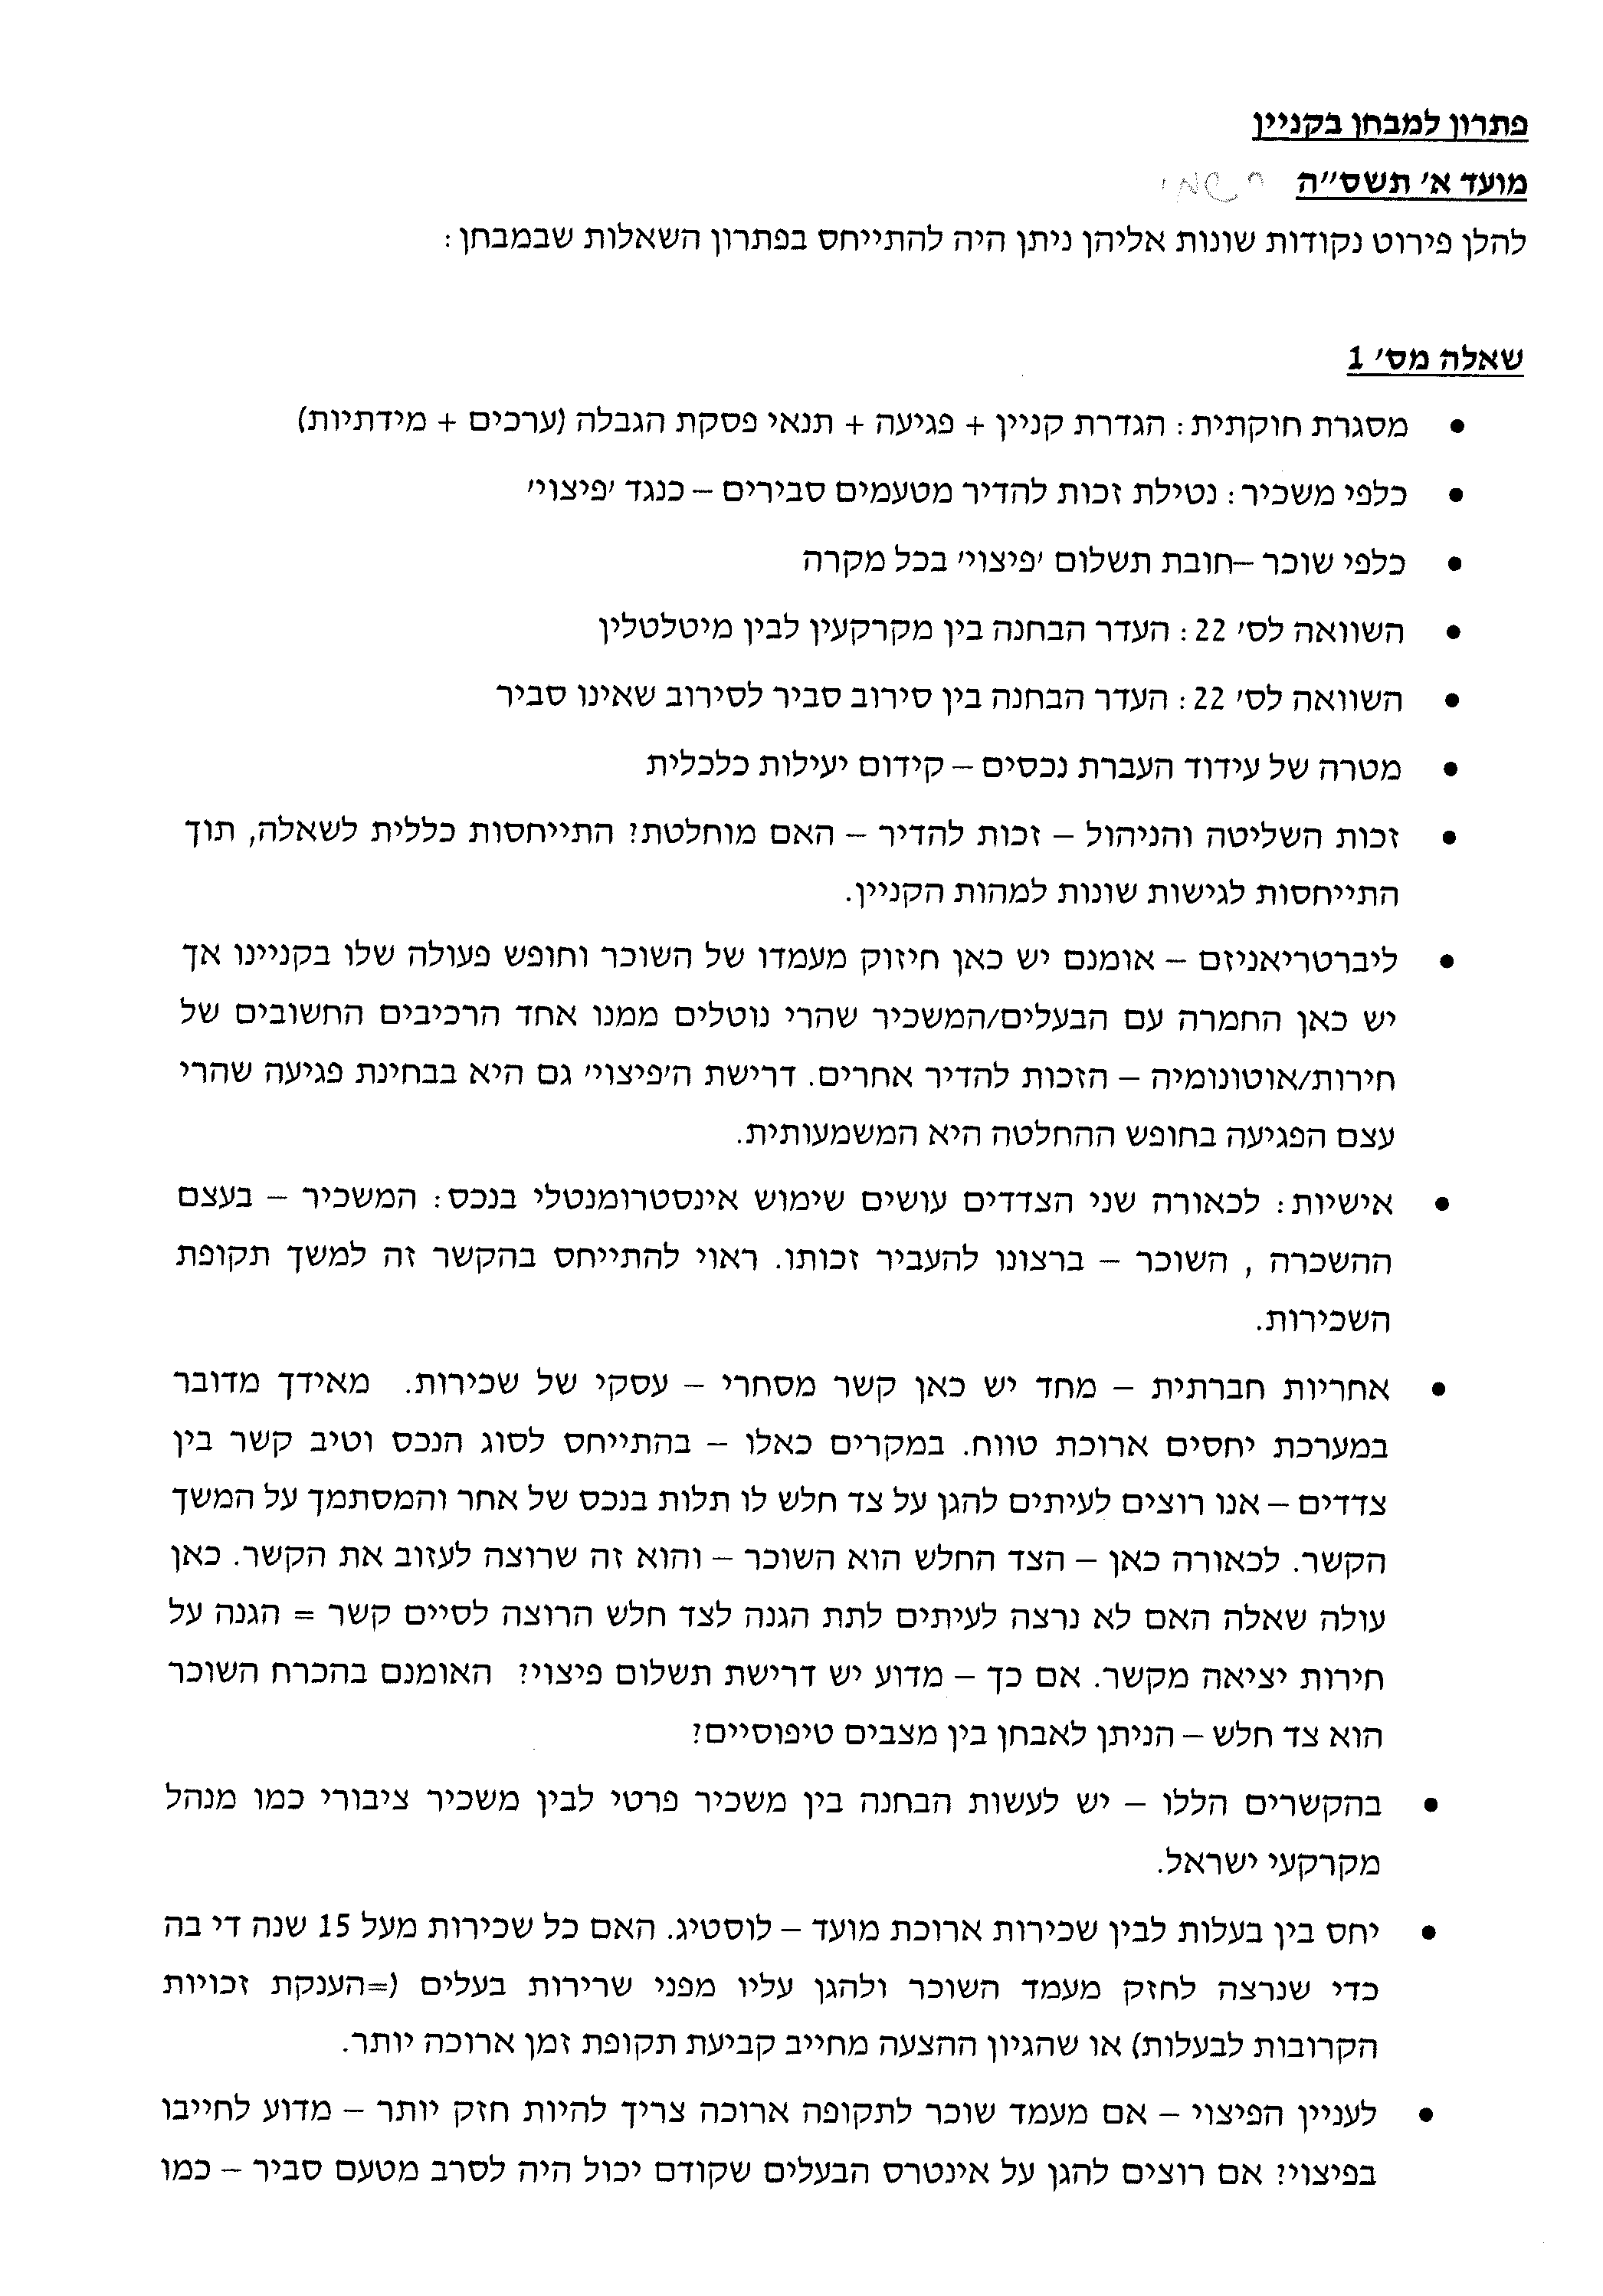 פתרון למבחן בקניין
מועד א' תשס"ה
להלן פירוט נקודות שונות אליהן ניתן היה להתייחס בפתרון השאלות שבמבחן:
שאלה מס' 1
• מסגרת חוקתית: הגדרת קניין + פגיעה + תנאי פסקת הגבלה (ערכים + מידתיות)
• כלפי משכיר: נטילת זכות להדיר מטעמים סבירים – כנגד 'פיצוי'
• כלפי שוכר –חובת תשלום 'פיצוי' בכל מקרה
• השוואה לס' 22: העדר הבחנה בין מקרקעין לבין מיטלטלין
• השוואה לס' 22: העדר הבחנה בין סירוב סביר לסירוב שאינו סביר
• מטרה של עידוד העברת נכסים – קידום יעילות כלכלית
• זכות השליטה והניהול – זכות להדיר – האם מוחלטת? התייחסות כללית לשאלה, תוך
התייחסות לגישות שונות למהות הקניין.
• ליברטריאניזם – אומנם יש כאן חיזוק מעמדו של השוכר וחופש פעולה שלו בקניינו אך
יש כאן החמרה עם הבעלים/המשכיר שהרי נוטלים ממנו אחד הרכיבים החשובים של
חירות/אוטונומיה – הזכות להדיר אחרים. דרישת ה'פיצוי' גם היא בבחינת פגיעה שהרי
עצם הפגיעה בחופש ההחלטה היא המשמעותית.
• אישיות: לכאורה שני הצדדים עושים שימוש אינסטרומנטלי בנכס: המשכיר – בעצם
ההשכרה , השוכר – ברצונו להעביר זכותו. ראוי להתייחס בהקשר זה למשך תקופת
השכירות.
• אחריות חברתית – מחד יש כאן קשר מסחרי – עסקי של שכירות. מאידך מדובר
במערכת יחסים ארוכת טווח. במקרים כאלו – בהתייחס לסוג הנכס וטיב קשר בין
צדדים – אנו רוצים לעיתים להגן על צד חלש לו תלות בנכס של אחר והמסתמך על המשך
הקשר. לכאורה כאן – הצד החלש הוא השוכר – והוא זה שרוצה לעזוב את הקשר. כאן
עולה שאלה האם לא נרצה לעיתים לתת הגנה לצד חלש הרוצה לסיים קשר = הגנה על
חירות יציאה מקשר. אם כך – מדוע יש דרישת תשלום פיצוי? האומנם בהכרח השוכר
הוא צד חלש – הניתן לאבחן בין מצבים טיפוסיים?
• בהקשרים הללו – יש לעשות הבחנה בין משכיר פרטי לבין משכיר ציבורי כמו מנהל
מקרקעי ישראל.
• יחס בין בעלות לבין שכירות ארוכת מועד – לוסטיג. האם כל שכירות מעל 15 שנה די בה
כדי שנרצה לחזק מעמד השוכר ולהגן עליו מפני שרירות בעלים (=הענקת זכויות
הקרובות לבעלות) או שהגיון ההצעה מחייב קביעת תקופת זמן ארוכה יותר.
• לעניין הפיצוי – אם מעמד שוכר לתקופה ארוכה צריך להיות חזק יותר – מדוע לחייבו
בפיצוי? אם רוצים להגן על אינטרס הבעלים שקודם יכול היה לסרב מטעם סביר – כמו